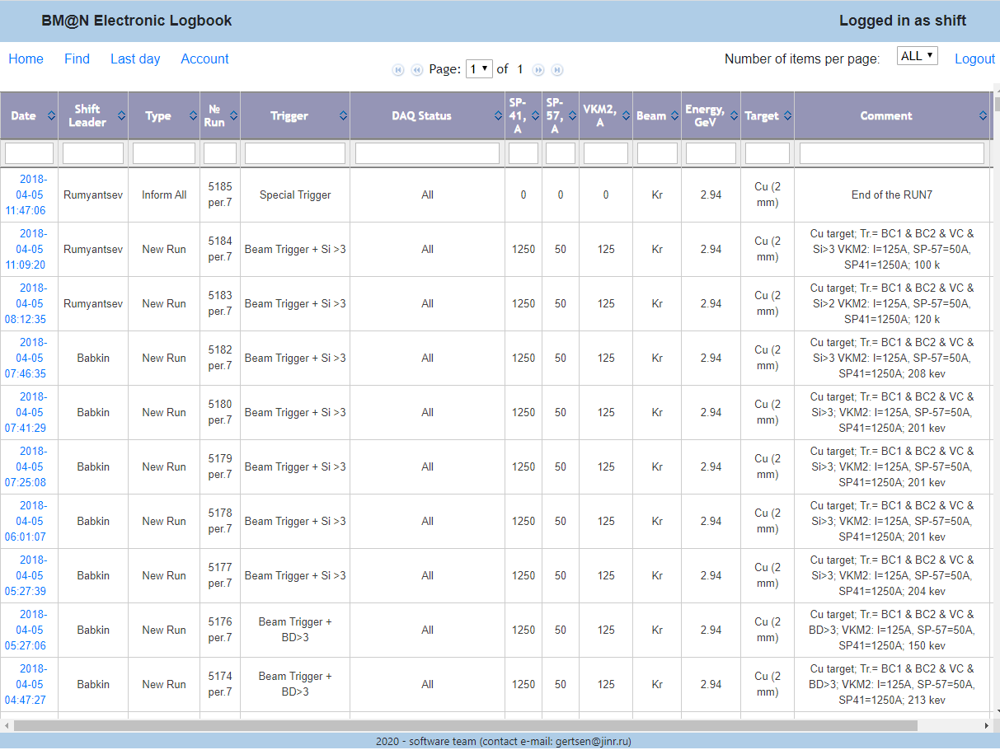 BM@N Electronic Logbook Logged in as shift
Home Find Last day Account Page: 1 of 1 Number of items per page: ALL Logout
Date Shift Leader Type № Run Trigger DAQ Status SP-41, A SP-57, A VKM2, A Beam Energy, GeV Target Comment
2018-04-05 11:47:06 Rumyantsev Inform All 5185 per.7 Special Trigger All 0 0 0 Kr 2.94 Cu (2 mm) End of the RUN7
2018-04-05 11:09:20 Rumyantsev New Run 5184 per.7 Beam Trigger + Si >3 All 1250 50 125 Kr 2.94 Cu (2 mm) Cu target; Tr.= BC1 & BC2 & VC & Si>3 VKM2: I=125A, SP-57=50A, SP41=1250A; 100 k
2018-04-05 08:12:35 Rumyantsev New Run 5183 per.7 Beam Trigger + Si >3 All 1250 50 125 Kr 2.94 Cu (2 mm) Cu target; Tr.= BC1 & BC2 & VC & Si>2 VKM2: I=125A, SP-57=50A, SP41=1250A; 120 k
2018-04-05 07:46:35 Babkin New Run 5182 per.7 Beam Trigger + Si >3 All 1250 50 125 Kr 2.94 Cu (2 mm) Cu target; Tr.= BC1 & BC2 & VC & Si>3 VKM2: I=125A, SP-57=50A, SP41=1250A; 208 kev
2018-04-05 07:41:29 Babkin New Run 5180 per.7 Beam Trigger + Si >3 All 1250 50 125 Kr 2.94 Cu (2 mm) Cu target; Tr.= BC1 & BC2 & VC & Si>3; VKM2: I=125A, SP-57=50A, SP41=1250A; 201 kev
2018-04-05 07:25:08 Babkin New Run 5179 per.7 Beam Trigger + Si >3 All 1250 50 125 Kr 2.94 Cu (2 mm) Cu target; Tr.= BC1 & BC2 & VC & Si>3; VKM2: I=125A, SP-57=50A, SP41=1250A; 201 kev
2018-04-05 06:01:07 Babkin New Run 5178 per.7 Beam Trigger + Si >3 All 1250 50 125 Kr 2.94 Cu (2 mm) Cu target; Tr.= BC1 & BC2 & VC & Si>3; VKM2: I=125A, SP-57=50A, SP41=1250A; 201 kev
2018-04-05 05:27:39 Babkin New Run 5177 per.7 Beam Trigger + Si >3 All 1250 50 125 Kr 2.94 Cu (2 mm) Cu target; Tr.= BC1 & BC2 & VC & Si>3; VKM2: I=125A, SP-57=50A, SP41=1250A; 204 kev
2018-04-05 05:27:06 Babkin New Run 5176 per.7 Beam Trigger + BD>3 All 1250 50 125 Kr 2.94 Cu (2 mm) Cu target; Tr.= BC1 & BC2 & VC & BD>3; VKM2: I=125A, SP-57=50A, SP41=1250A; 150 kev
2018-04-05 04:47:27 Babkin New Run 5174 per.7 Beam Trigger + BD>3 All 1250 50 125 Kr 2.94 Cu (2 mm) Cu target; Tr.= BC1 & BC2 & VC & BD>3; VKM2: I=125A, SP-57=50A, SP41=1250A; 213 kev
2020 - software team (contact e-mail: gertsen@jinr.ru)